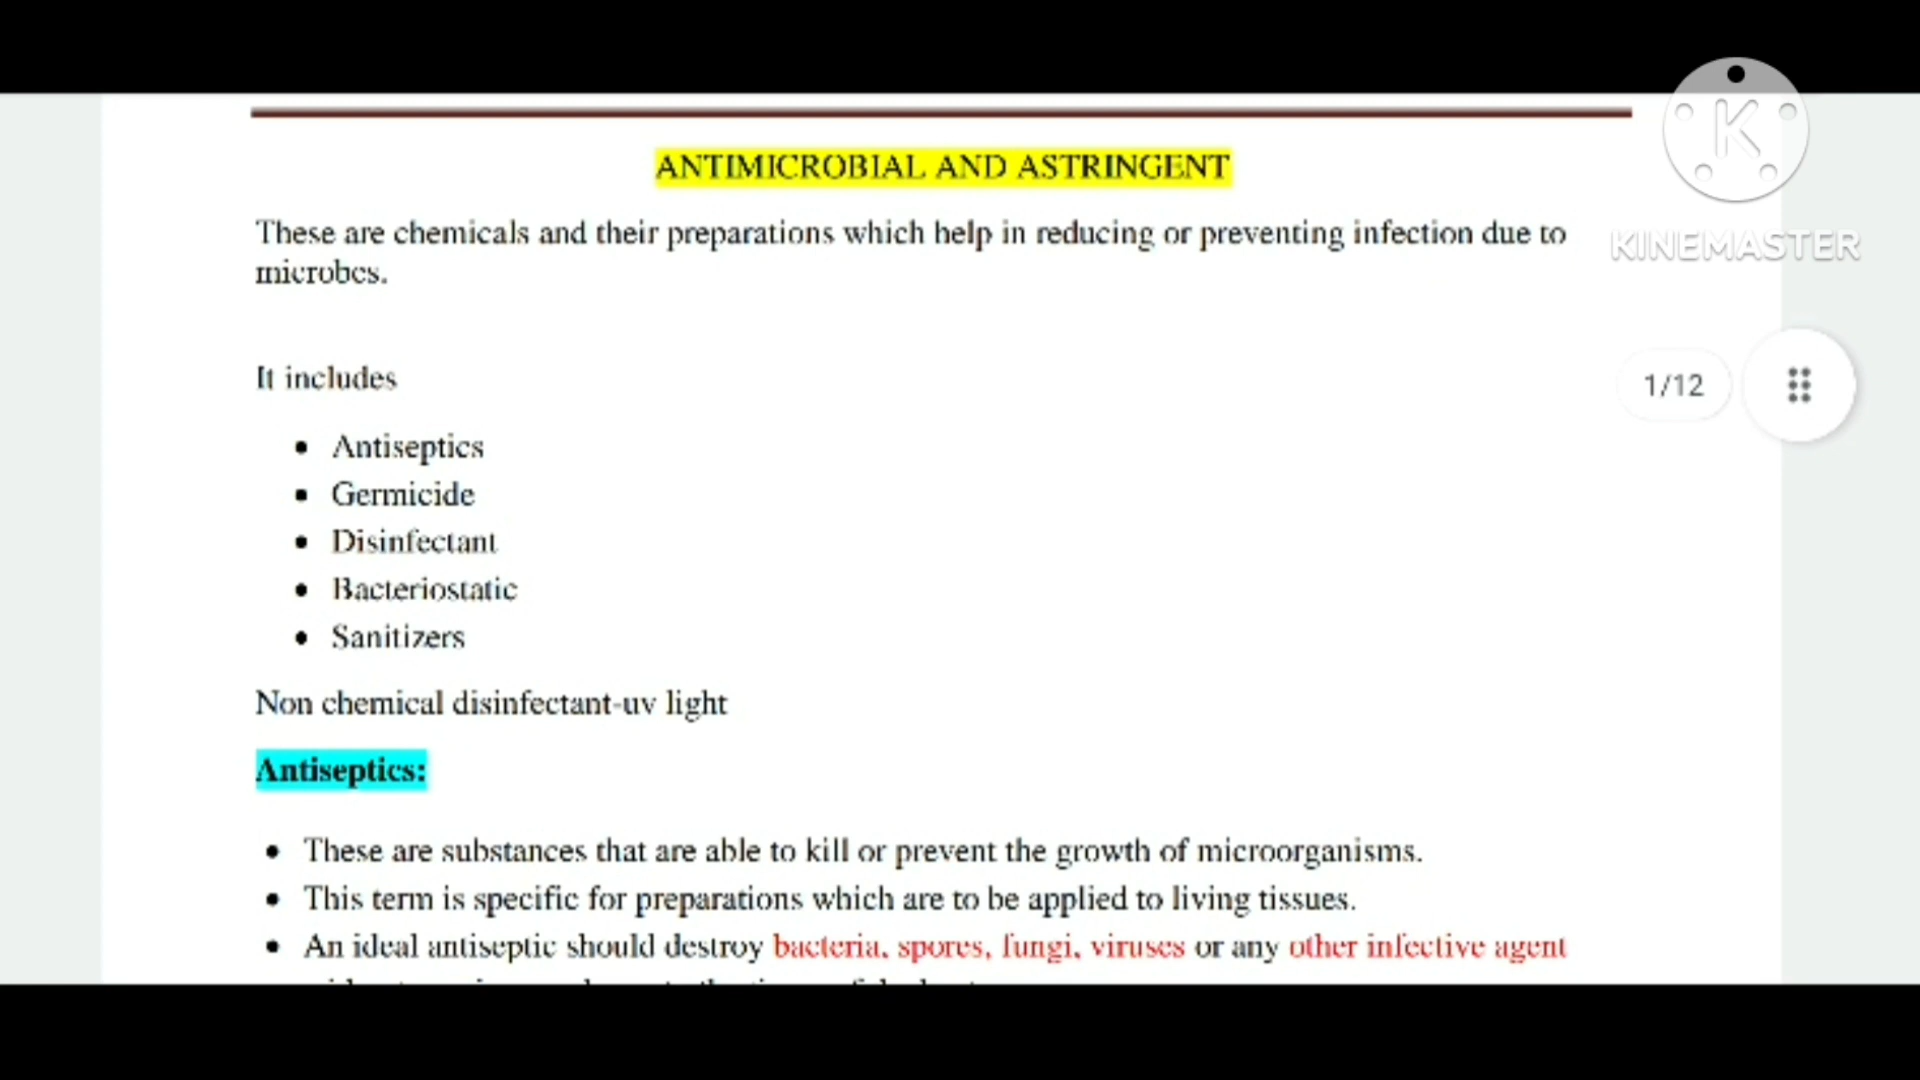 ANTIMICROBIAL AND ASTRINGENT
These are chemicals and their preparations which help in reducing or preventing infection due to
microbes.
K
KINEMASTER
It includes
1/12
• Antiseptics
• Germicide
• Disinfectant
• Bacteriostatic
• Sanitizers
Non chemical disinfectant-uv light
Antiseptics:
• These are substances that are able to kill or prevent the growth of microorganisms.
• This term is specific for preparations which are to be applied to living tissues.
• An ideal antiseptic should destroy bacteria, spores, fungi, viruses or any other infective agent